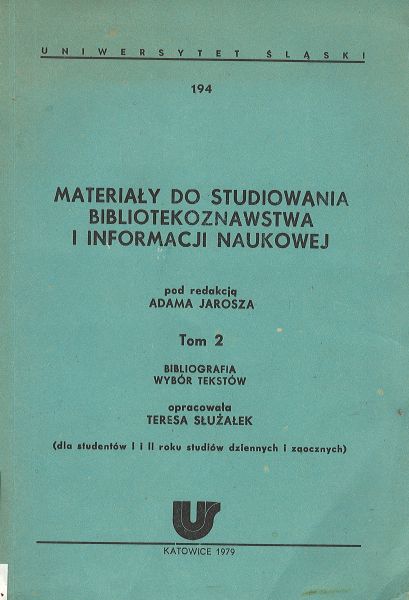 UNIWERSYTET ŚLĄSKI
194
MATERIAŁY DO STUDIOWANIA
BIBLIOTEKOZNAWSTWA
I INFORMACJI NAUKOWEJ
pod redakcją
ADAMA JAROSZA
Tom 2
BIBLIOGRAFIA
WYBÓR TEKSTÓW
opracowała
TERESA SŁUŻAŁEK
(dla studentów I i II roku studiów dziennych i zaocznych)
US
KATOWICE 1979